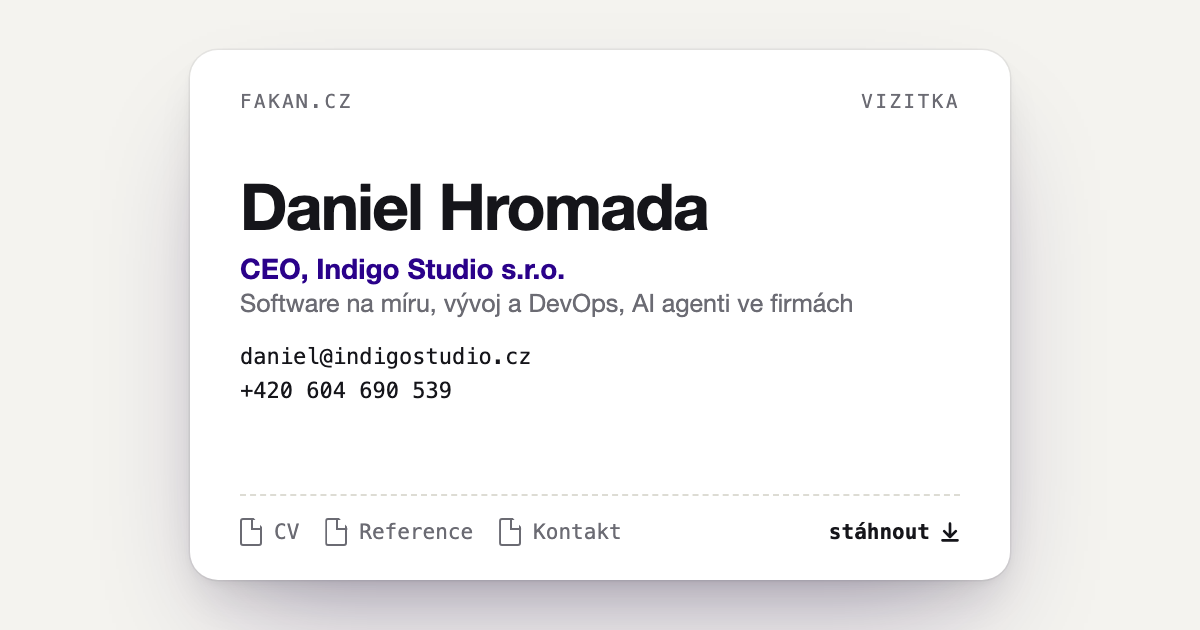 FAKAN.CZ
VIZITKA
Daniel Hromada
CEO, Indigo Studio s.r.o.
Software na míru, vývoj a DevOps, AI agenti ve firmách
daniel@indigostudio.cz
+420 604 690 539
CV Reference Kontakt
stáhnout